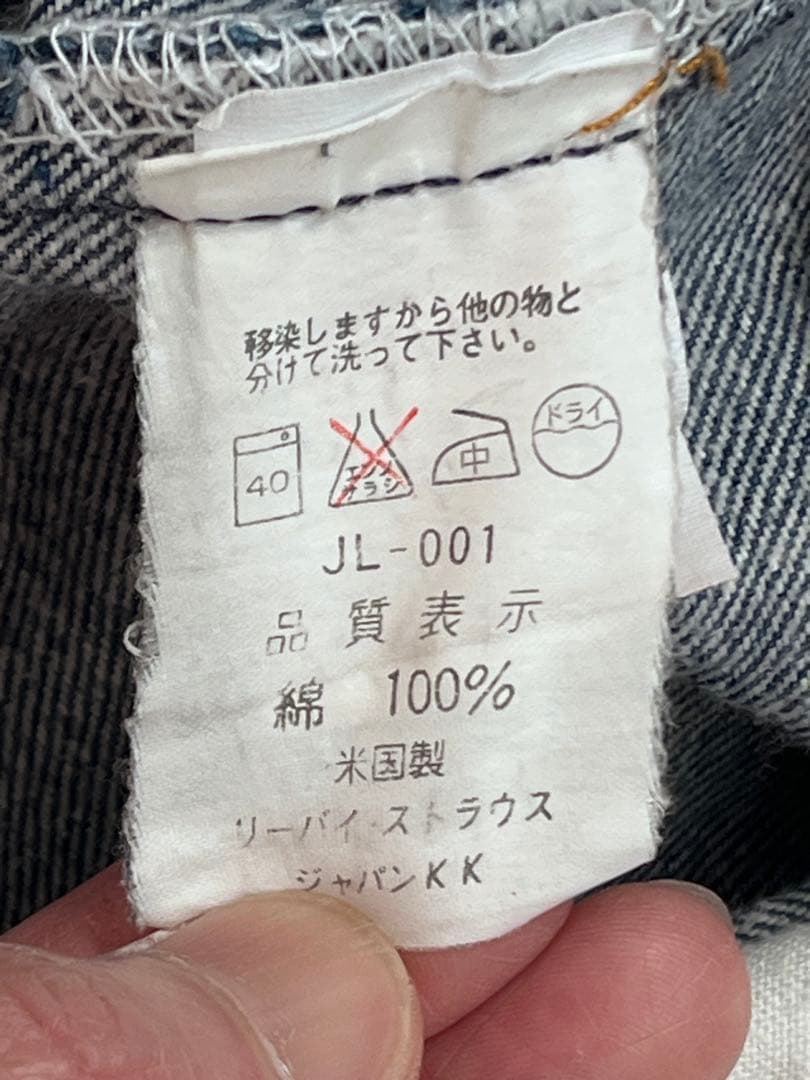 移染しますから他の物と
分けて洗って下さい。
40
エンソ
サラシ
中
ドライ
JL-001
品質表示
綿 100%
米国製
リーバイ・ストラウス
ジャパンKK